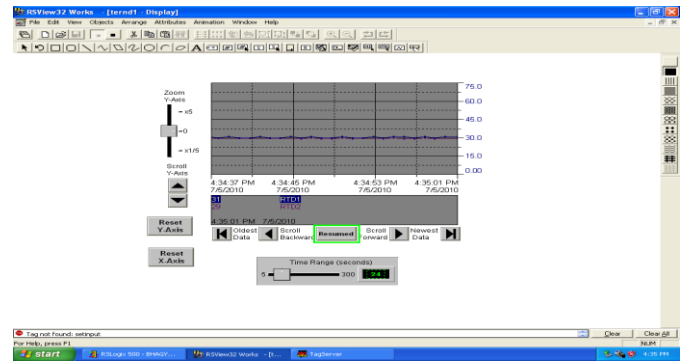 RSView32 Works - [ternd1 - Display]
File Edit View Objects Arrange Attributes Animation Window Help
Zoom
Y-Axis
- x5
-0
- x1/5
Scroll
Y-Axis
75.0
60.0
45.0
30.0
15.0
0.00
4:34:37 PM 4:34:45 PM 4:34:53 PM 4:35:01 PM
7/5/2010 7/5/2010 7/5/2010 7/5/2010
31 RTD1
29 RTD2
4:35:01 PM 7/5/2010
Reset
Y-Axis
Oldest
Data
Scroll
Backward
Resumed
Scroll
Forward
Newest
Data
Reset
X-Axis
Time Range (seconds)
5 300 24
Tag not found: setinput
Clear Clear All
For Help, press F1
NUM
start
RSLogix 500 - BHAGY...
RSView32 Works - [t...
TagServer
4:35 PM